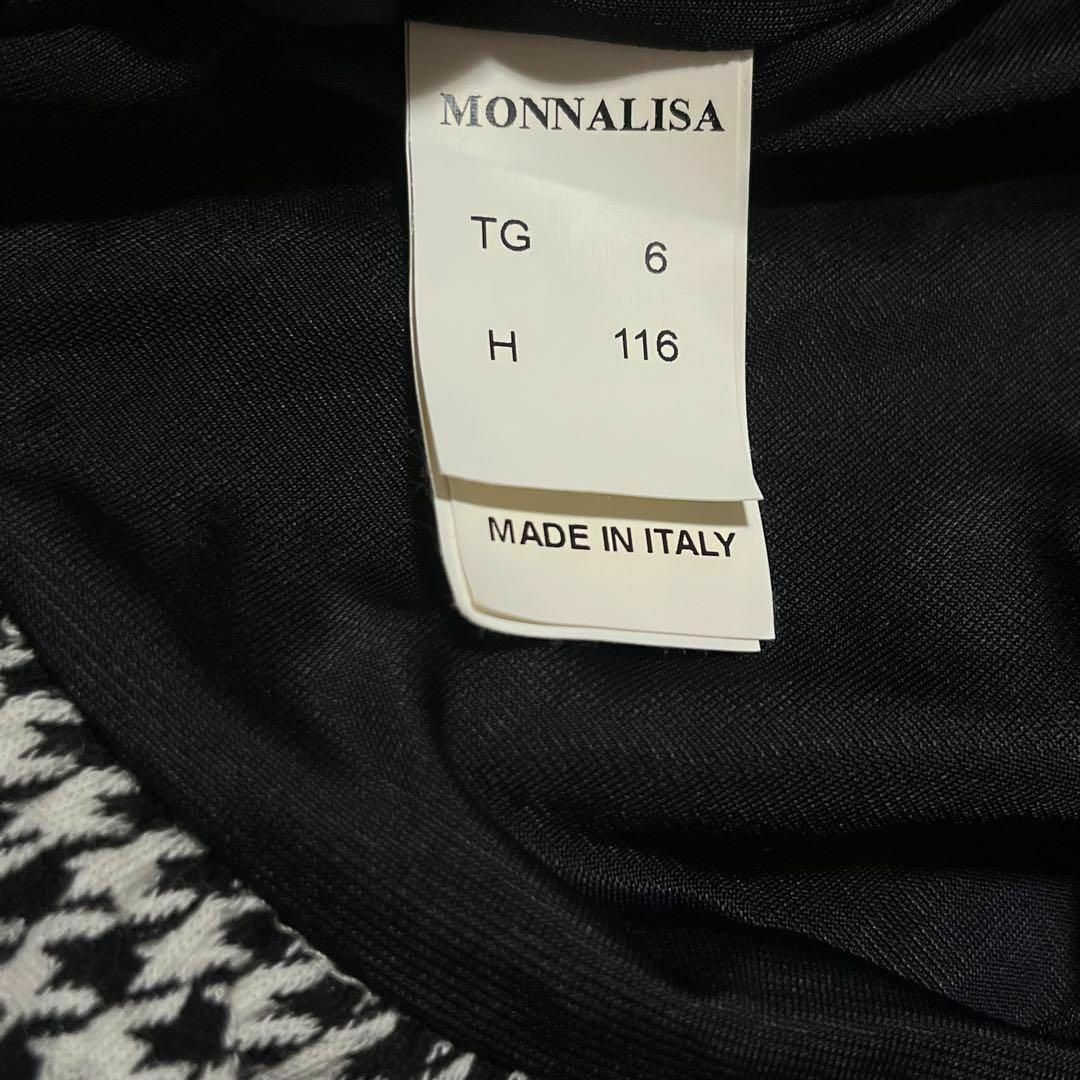 MONNALISA
TG 6
H 116
MADE IN ITALY